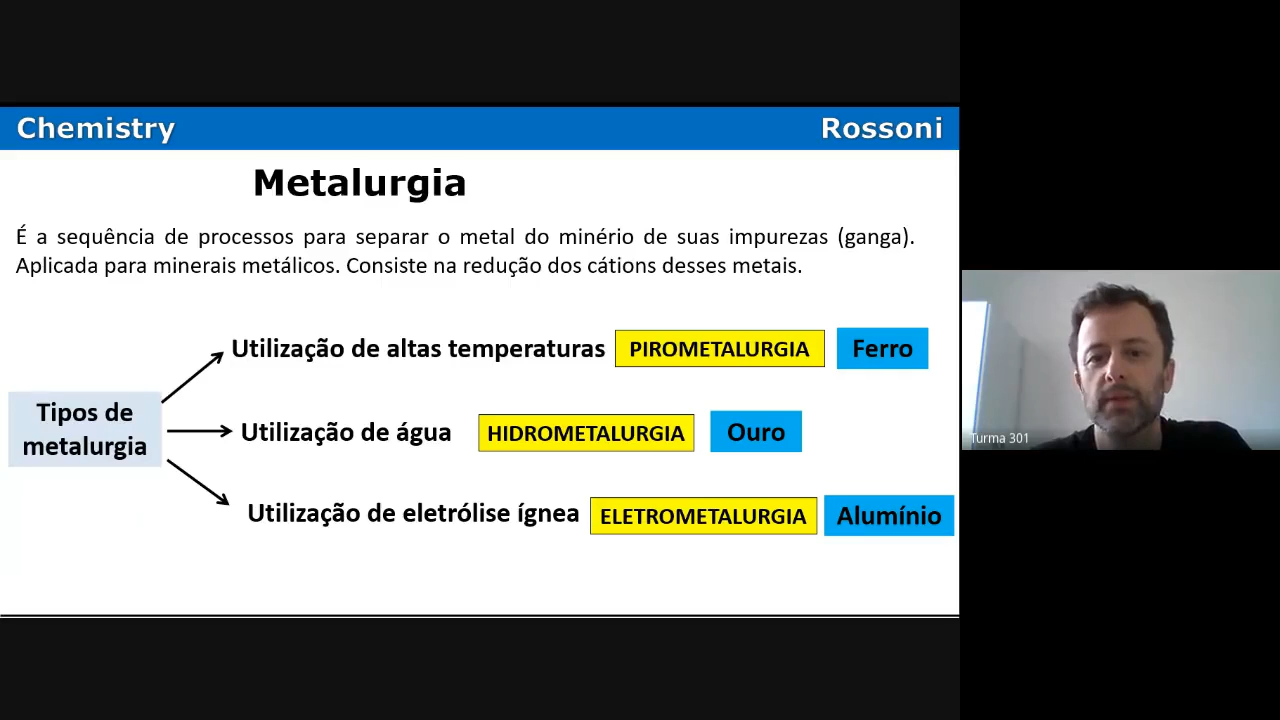 Chemistry Rossoni
Metalurgia
É a sequência de processos para separar o metal do minério de suas impurezas (ganga).
Aplicada para minerais metálicos. Consiste na redução dos cátions desses metais.
Utilização de altas temperaturas PIROMETALURGIA Ferro
Tipos de
metalurgia
Utilização de água HIDROMETALURGIA Ouro
Utilização de eletrólise ígnea ELETROMETALURGIA Alumínio
Turma 301